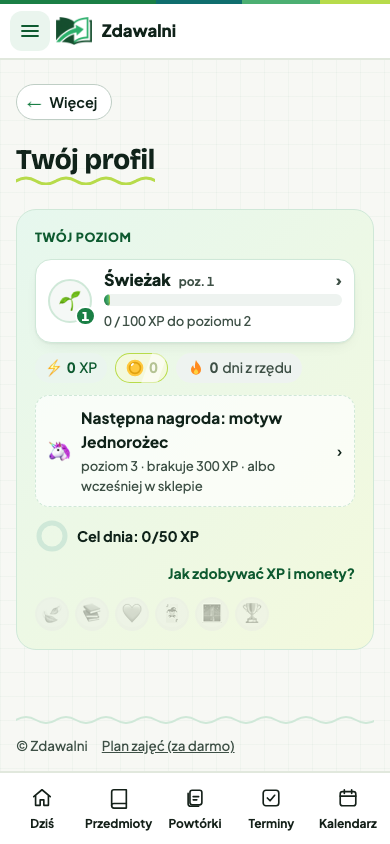 Zdawalni
← Więcej
Twój profil
TWÓJ POZIOM
Świeżak poz. 1
1
0 / 100 XP do poziomu 2
0 XP
0
0 dni z rzędu
Następna nagroda: motyw
Jednorożec
poziom 3 · brakuje 300 XP · albo
wcześniej w sklepie
Cel dnia: 0/50 XP
Jak zdobywać XP i monety?
© Zdawalni Plan zajęć (za darmo)
Dziś Przedmioty Powtórki Terminy Kalendarz